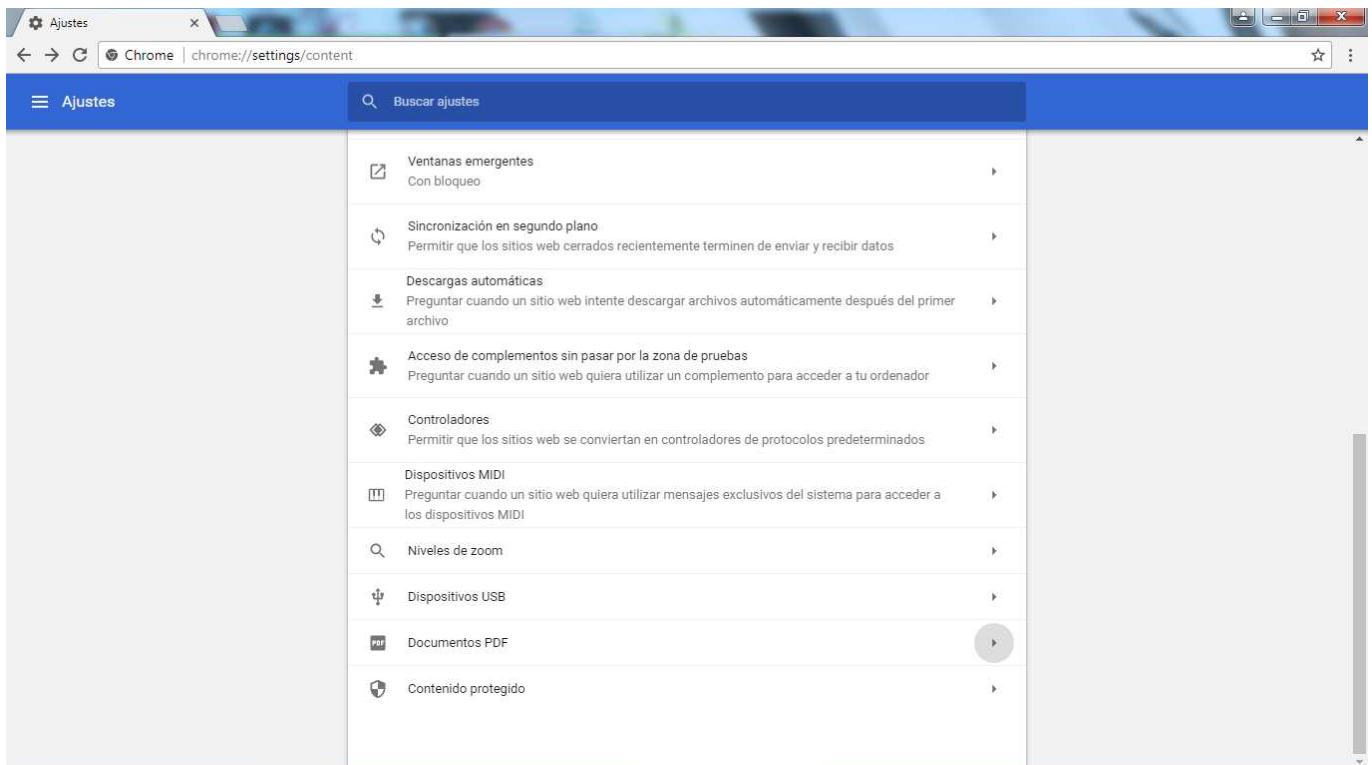 Ajustes
Chrome | chrome://settings/content
Ajustes
Buscar ajustes
Ventanas emergentes
Con bloqueo
Sincronización en segundo plano
Permitir que los sitios web cerrados recientemente terminen de enviar y recibir datos
Descargas automáticas
Preguntar cuando un sitio web intente descargar archivos automáticamente después del primer
archivo
Acceso de complementos sin pasar por la zona de pruebas
Preguntar cuando un sitio web quiera utilizar un complemento para acceder a tu ordenador
Controladores
Permitir que los sitios web se conviertan en controladores de protocolos predeterminados
Dispositivos MIDI
Preguntar cuando un sitio web quiera utilizar mensajes exclusivos del sistema para acceder a
los dispositivos MIDI
Niveles de zoom
Dispositivos USB
PDF
Documentos PDF
Contenido protegido